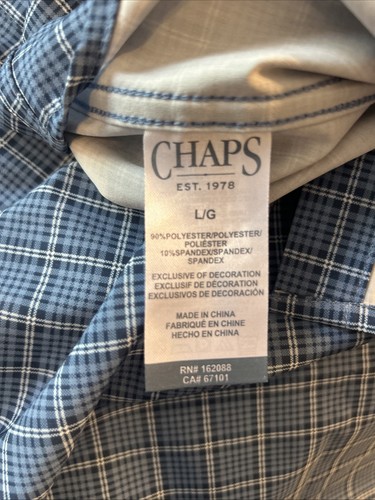 CHAPS
EST. 1978
L/G
90%POLYESTER/POLYESTER/
POLIÉSTER
10%SPANDEX/SPANDEX/
SPANDEX
EXCLUSIVE OF DECORATION
EXCLUSIF DE DÉCORATION
EXCLUSIVOS DE DECORACIÓN
MADE IN CHINA
FABRIQUÉ EN CHINE
HECHO EN CHINA
RN# 162088
CA# 67101